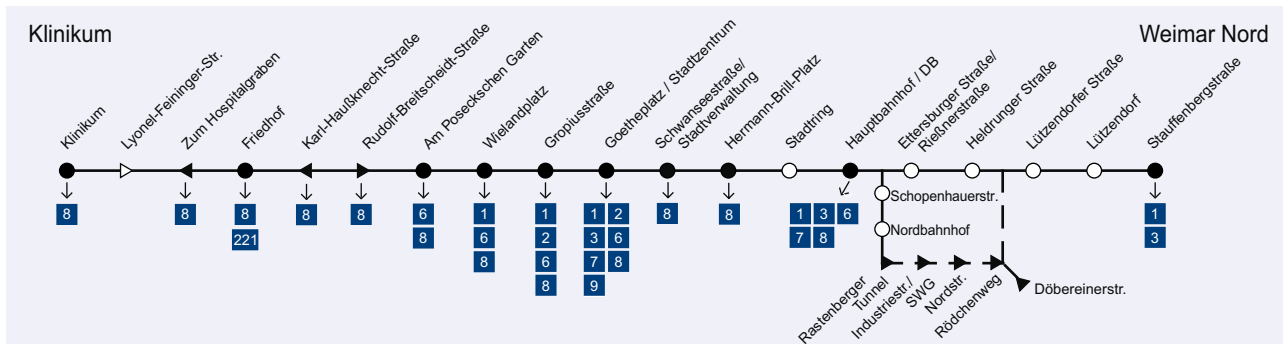 Klinikum
Weimar Nord
Klinikum
Lyonel-Feininger-Str.
Zum Hospitalgraben
Friedhof
Karl-Haußknecht-Straße
Rudolf-Breitscheidt-Straße
Am Poseckschen Garten
Wielandplatz
Gropiusstraße
Goetheplatz / Stadtzentrum
Schwanseestraße/
Stadtverwaltung
Hermann-Brill-Platz
Stadtring
Hauptbahnhof / DB
Ettersburger Straße/
Rießnerstraße
Heldrunger Straße
Lützendorfer Straße
Lützendorf
Stauffenbergstraße
8
8
8
221
8
8
6
8
1
6
8
1
2
6
8
1 2
3 6
7 8
9
8
8
1 3 6
7 8
1
3
Schopenhauerstr.
Nordbahnhof
Rastenberger
Tunnel
Industriestr./
SWG
Nordstr.
Rödchenweg
Döbereinerstr.